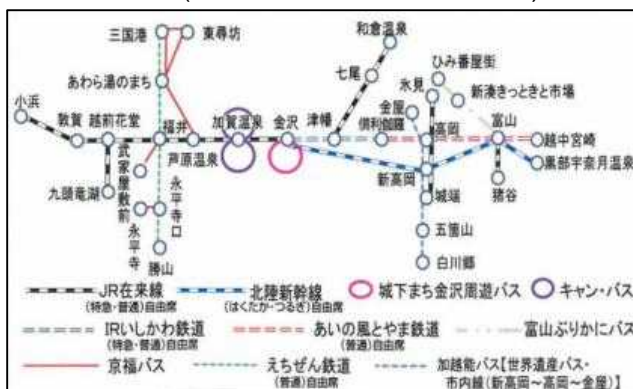 三国港 東尋坊 和倉温泉
七尾 ひみ番屋街
あわら湯のまち 氷見 新湊きっときと市場
小浜 金屋
敦賀 越前花堂 福井 加賀温泉 金沢 津幡 倶利伽羅 高岡 富山
越中宮崎
芦原温泉 新高岡 黒部宇奈月温泉
武家屋敷前 永平寺口 城端 猪谷
九頭竜湖
永平寺 五箇山
勝山 白川郷
JR在来線 北陸新幹線 城下まち金沢周遊バス キャン・バス
(特急・普通)自由席 (はくたか・つるぎ)自由席
IRいしかわ鉄道 あいの風とやま鉄道 富山ぶりかにバス
(特急・普通)自由席 (普通)自由席
京福バス えちぜん鉄道 加越能バス【世界遺産バス・
(普通)自由席 市内線(新高岡~高岡~金屋)】